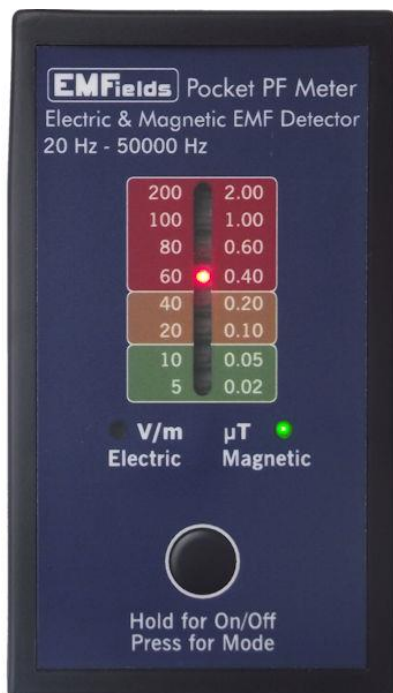 EMFields Pocket PF Meter
Electric & Magnetic EMF Detector
20 Hz - 50000 Hz
200 2.00
100 1.00
80 0.60
60 0.40
40 0.20
20 0.10
10 0.05
5 0.02
V/m µT
Electric Magnetic
Hold for On/Off
Press for Mode